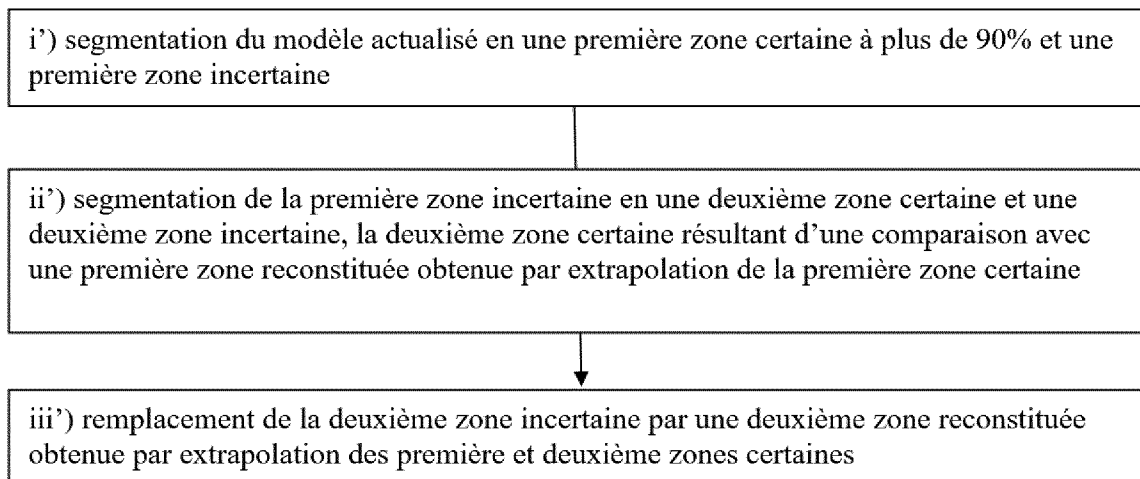 i’) segmentation du modèle actualisé en une première zone certaine à plus de 90% et une
première zone incertaine
ii’) segmentation de la première zone incertaine en une deuxième zone certaine et une
deuxième zone incertaine, la deuxième zone certaine résultant d’une comparaison avec
une première zone reconstituée obtenue par extrapolation de la première zone certaine
iii’) remplacement de la deuxième zone incertaine par une deuxième zone reconstituée
obtenue par extrapolation des première et deuxième zones certaines